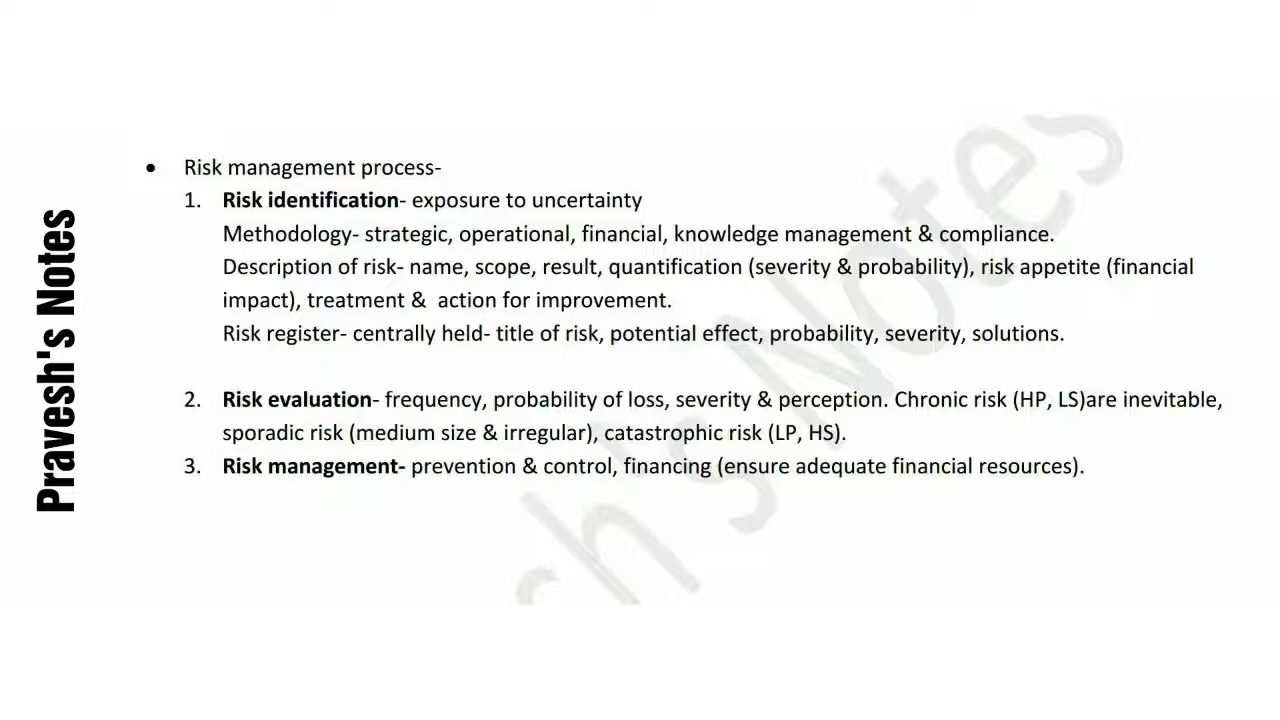 Pravesh's Notes
• Risk management process-
1. Risk identification- exposure to uncertainty
Methodology- strategic, operational, financial, knowledge management & compliance.
Description of risk- name, scope, result, quantification (severity & probability), risk appetite (financial
impact), treatment & action for improvement.
Risk register- centrally held- title of risk, potential effect, probability, severity, solutions.
2. Risk evaluation- frequency, probability of loss, severity & perception. Chronic risk (HP, LS)are inevitable,
sporadic risk (medium size & irregular), catastrophic risk (LP, HS).
3. Risk management- prevention & control, financing (ensure adequate financial resources).
sh's Notes